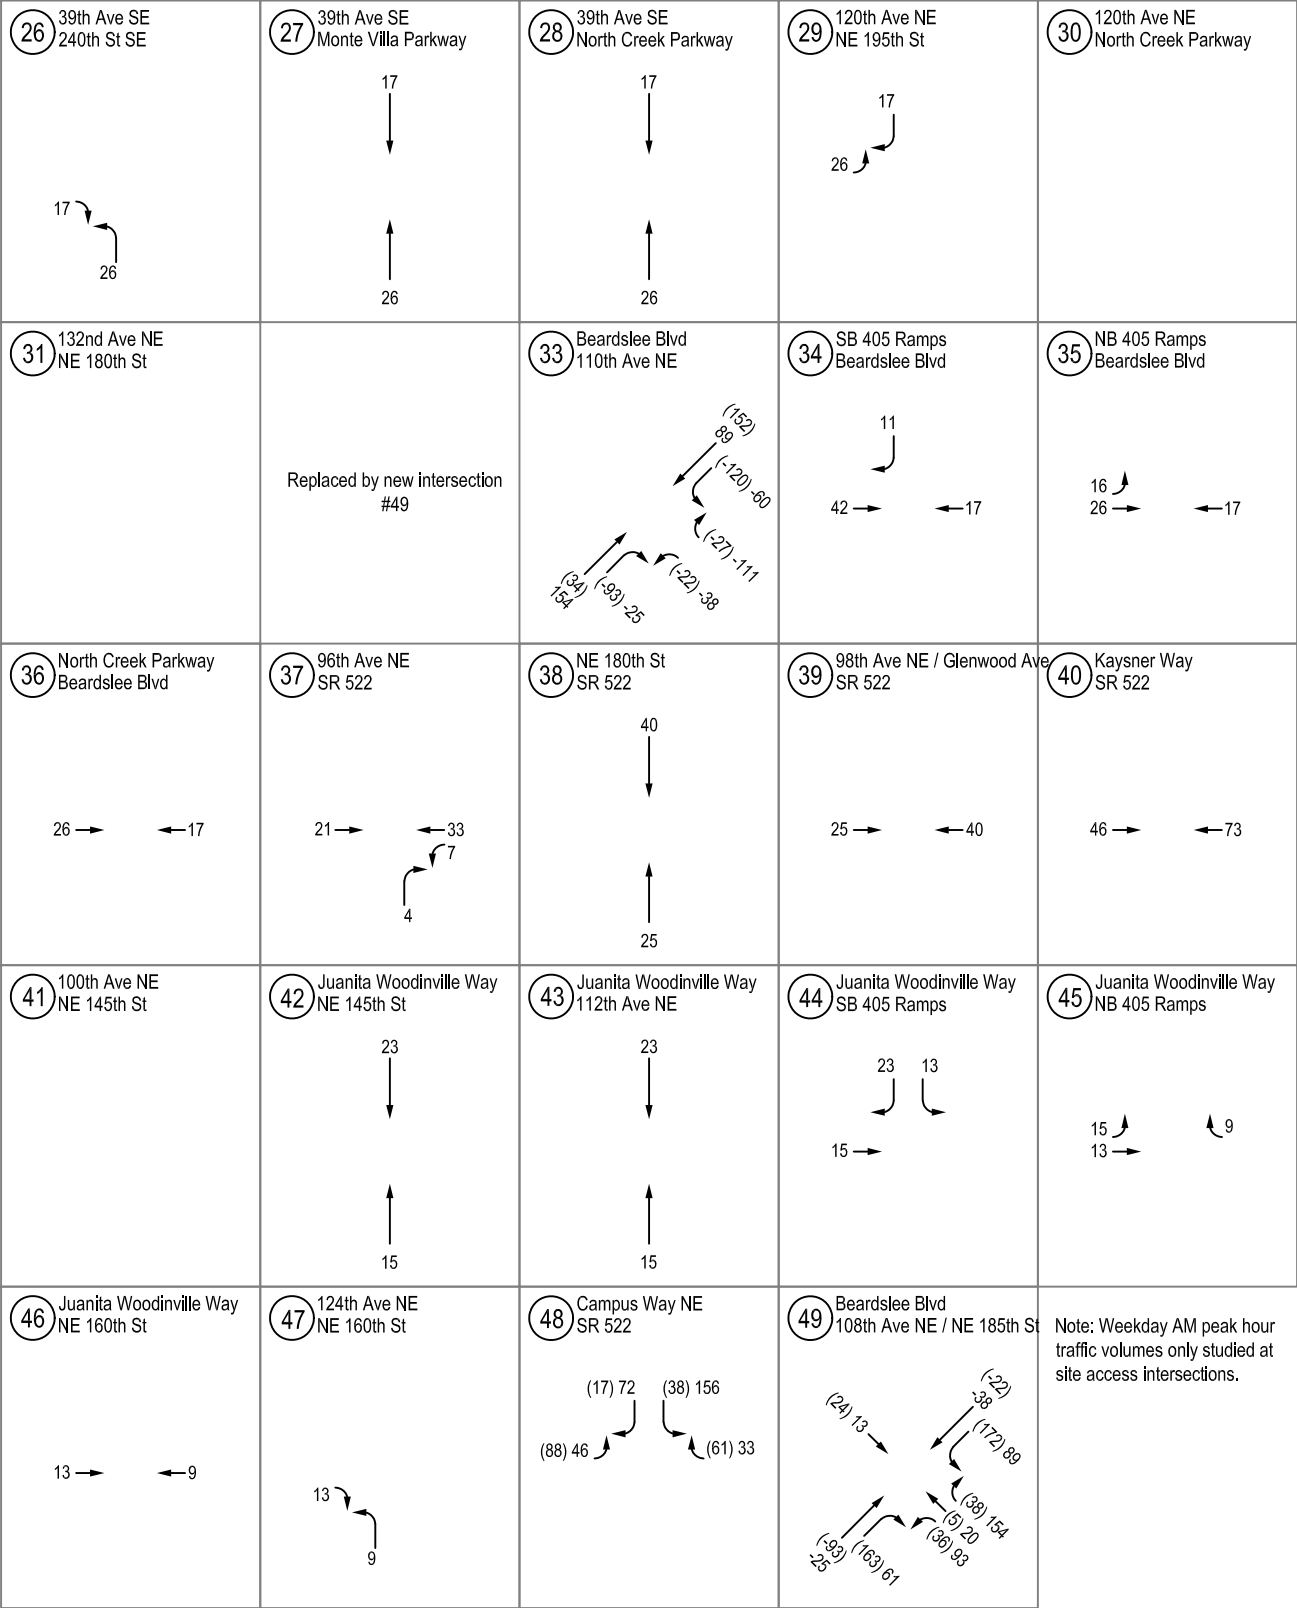 26
39th Ave SE
240th St SE
17
26
27
39th Ave SE
Monte Villa Parkway
17
26
28
39th Ave SE
North Creek Parkway
17
26
29
120th Ave NE
NE 195th St
17
26
30
120th Ave NE
North Creek Parkway
31
132nd Ave NE
NE 180th St
Replaced by new intersection
#49
33
Beardslee Blvd
110th Ave NE
(152)
89
(-120) -60
(-27) -111
(-22) -38
(-93) -25
(34)
154
34
SB 405 Ramps
Beardslee Blvd
11
42
17
35
NB 405 Ramps
Beardslee Blvd
16
26
17
36
North Creek Parkway
Beardslee Blvd
26
17
37
96th Ave NE
SR 522
21
33
7
4
38
NE 180th St
SR 522
40
25
39
98th Ave NE / Glenwood Ave
SR 522
25
40
40
Kaysner Way
SR 522
46
73
41
100th Ave NE
NE 145th St
42
Juanita Woodinville Way
NE 145th St
23
15
43
Juanita Woodinville Way
112th Ave NE
23
15
44
Juanita Woodinville Way
SB 405 Ramps
23
13
15
45
Juanita Woodinville Way
NB 405 Ramps
15
13
9
46
Juanita Woodinville Way
NE 160th St
13
9
47
124th Ave NE
NE 160th St
13
9
48
Campus Way NE
SR 522
(17) 72
(38) 156
(88) 46
(61) 33
49
Beardslee Blvd
108th Ave NE / NE 185th St
(24) 13
(-22)
-38
(172) 89
(38) 154
(5) 20
(36) 93
(163) 61
(-93)
-25
Note: Weekday AM peak hour
traffic volumes only studied at
site access intersections.